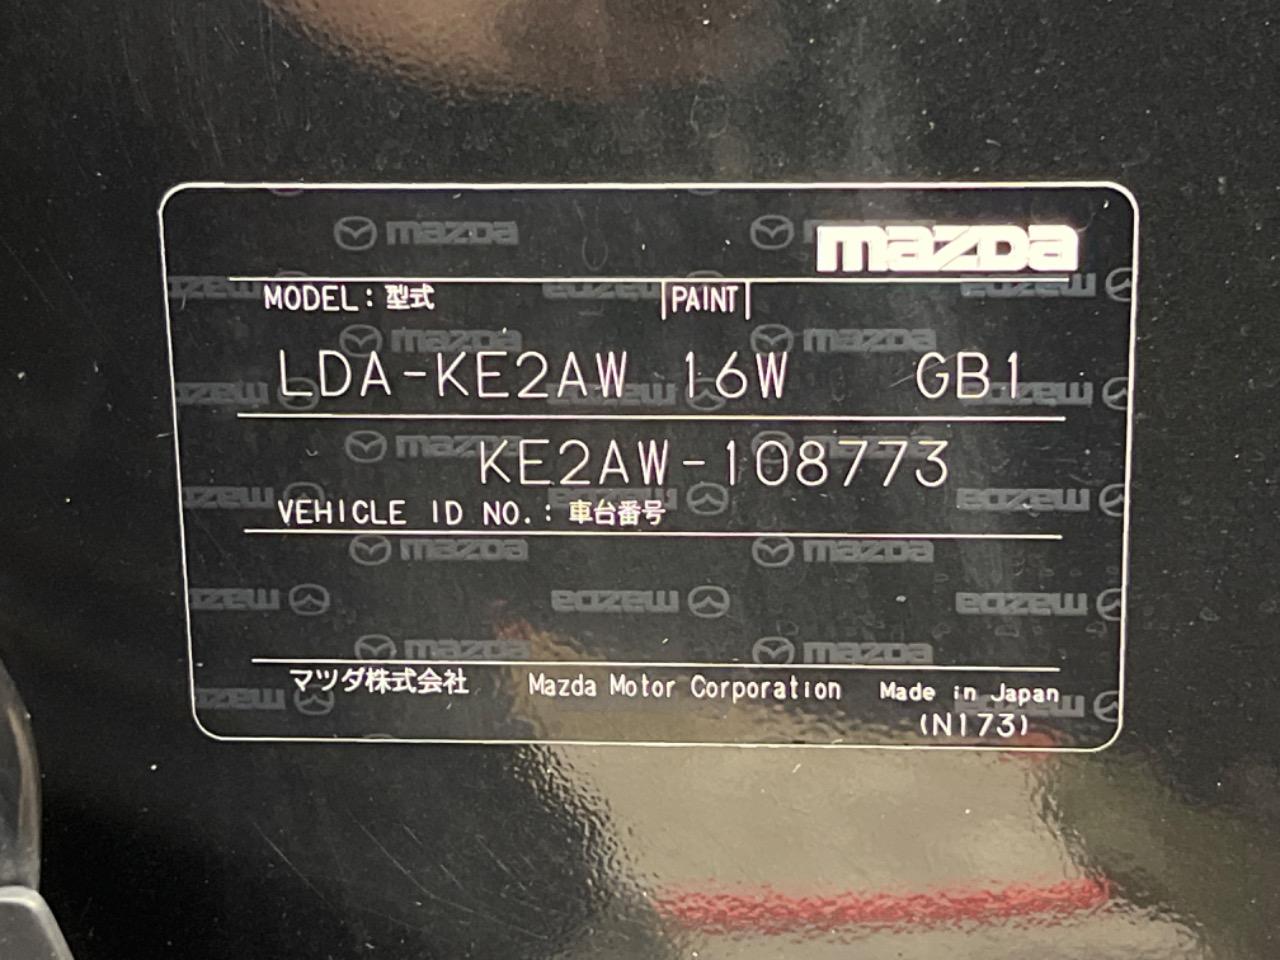 mazda
MODEL: 型式 PAINT
LDA-KE2AW 16W GB1
KE2AW-108773
VEHICLE ID NO.: 車台番号
マツダ株式会社 Mazda Motor Corporation Made in Japan
(N173)